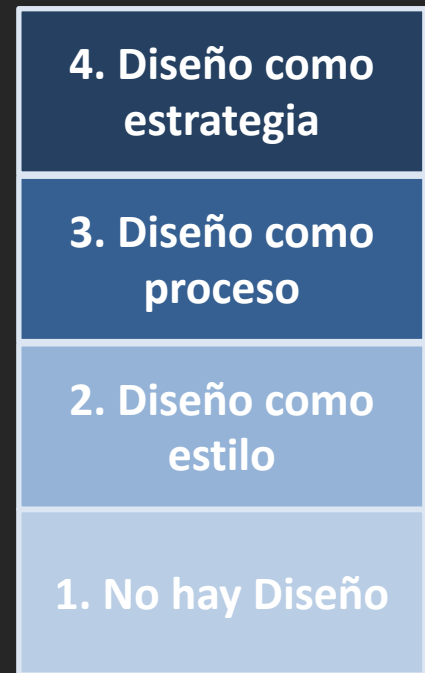 4. Diseño como
estrategia
3. Diseño como
proceso
2. Diseño como
estilo
1. No hay Diseño